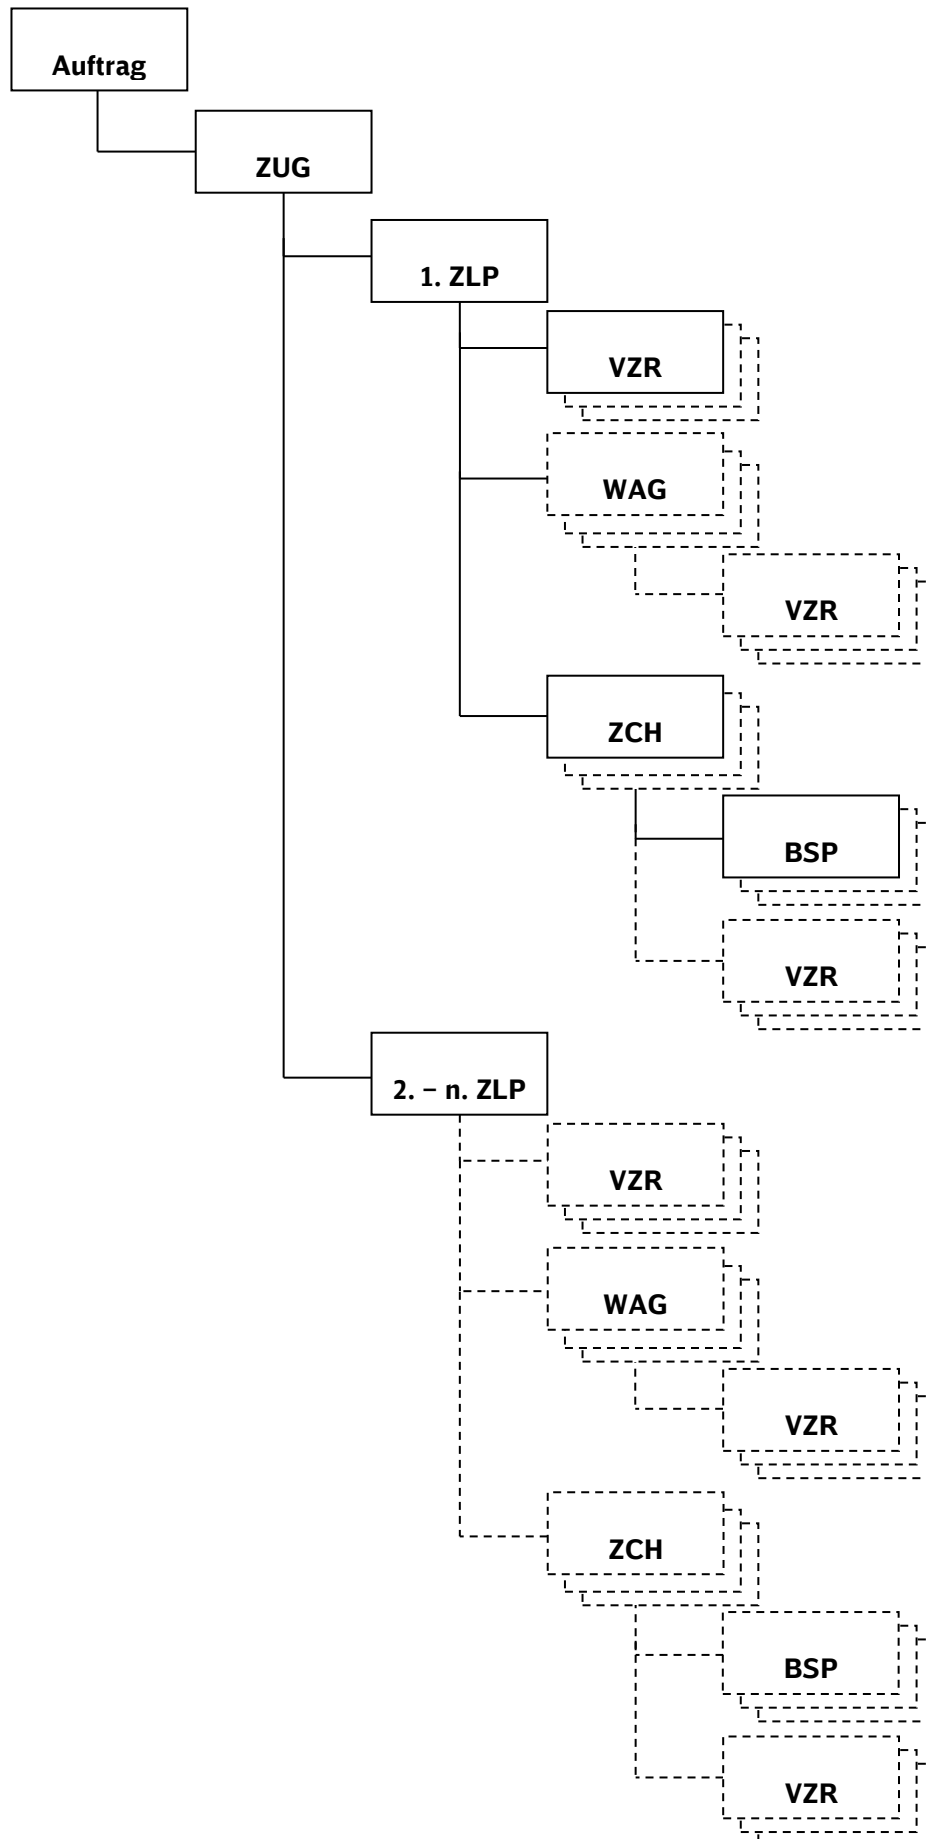 Auftrag
ZUG
1. ZLP
VZR
WAG
VZR
ZCH
BSP
VZR
2. – n. ZLP
VZR
WAG
VZR
ZCH
BSP
VZR